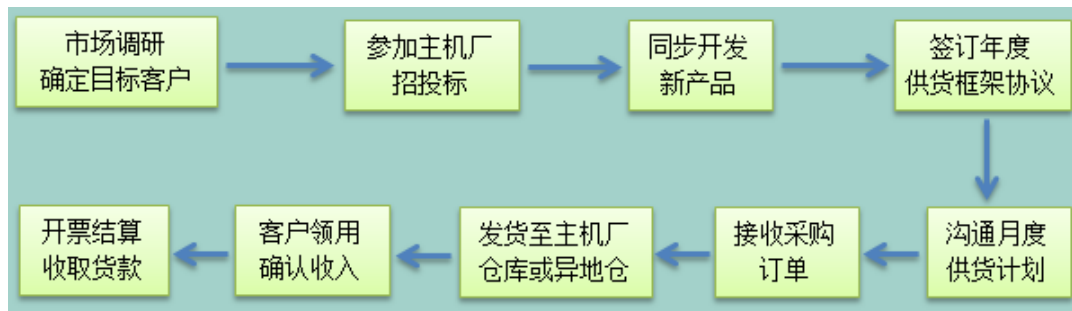 市场调研
确定目标客户
参加主机厂
招投标
同步开发
新产品
签订年度
供货框架协议
沟通月度
供货计划
接收采购
订单
发货至主机厂
仓库或异地仓
客户领用
确认收入
开票结算
收取货款